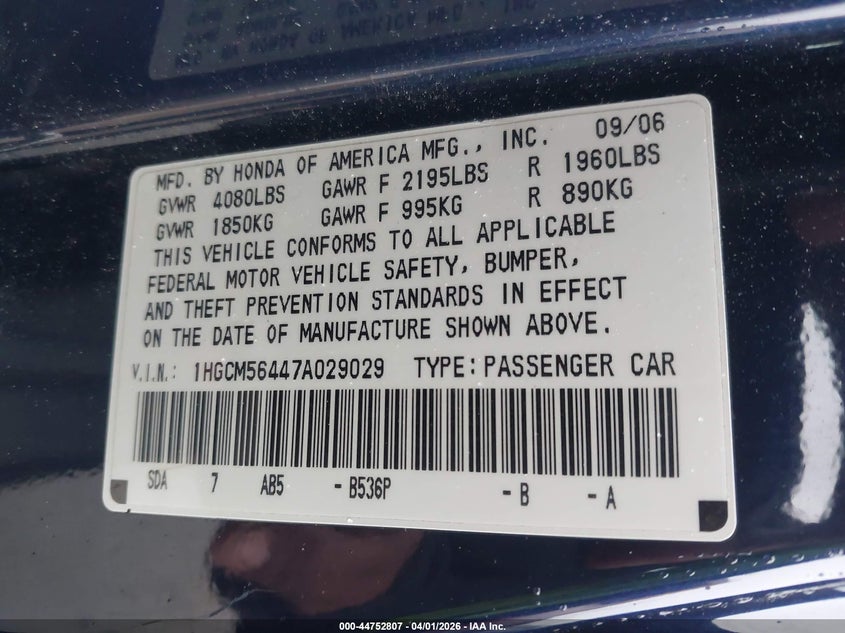 MFD. BY HONDA OF AMERICA MFG., INC. 09/06
GVWR 4080LBS GAWR F 2195LBS R 1960LBS
GVWR 1850KG GAWR F 995KG R 890KG
THIS VEHICLE CONFORMS TO ALL APPLICABLE
FEDERAL MOTOR VEHICLE SAFETY, BUMPER,
AND THEFT PREVENTION STANDARDS IN EFFECT
ON THE DATE OF MANUFACTURE SHOWN ABOVE.
V.I.N.: 1HGCM56447A029029 TYPE: PASSENGER CAR
SDA 7 AB5 - B536P - B - A
000-44752807 - 04/01/2026 - IAA Inc.